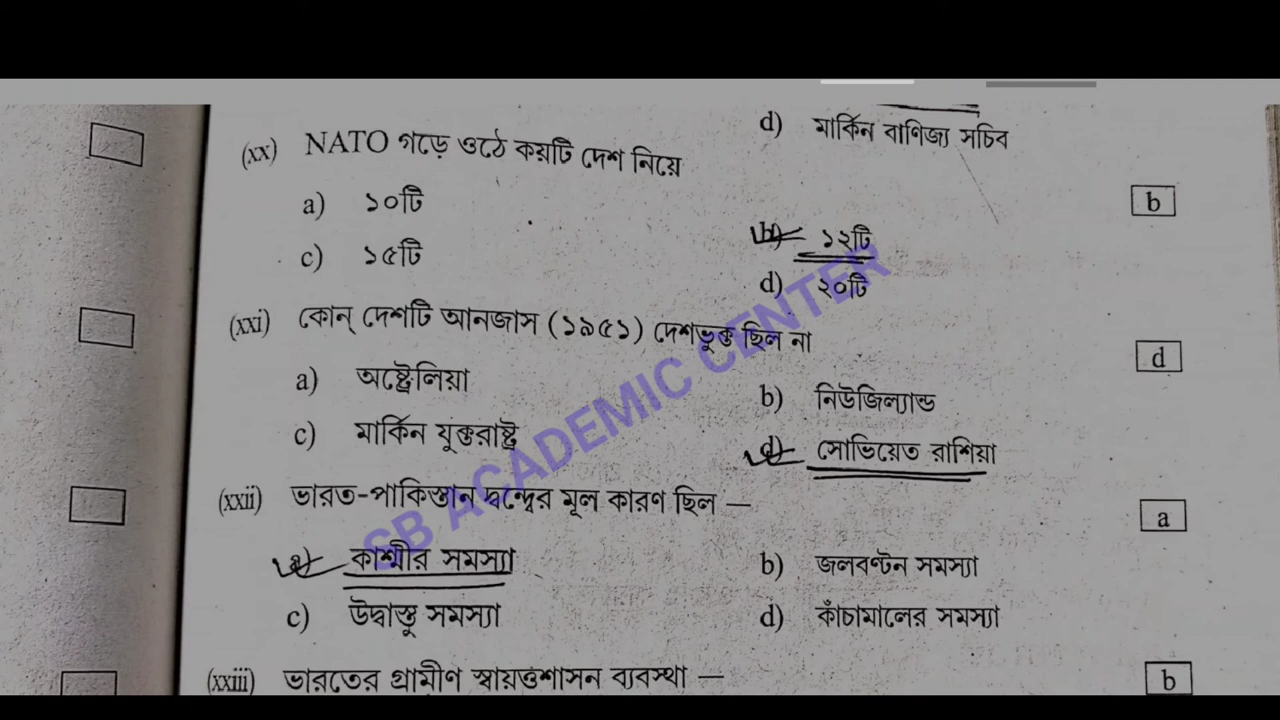 d) মার্কিন বাণিজ্য সচিব
(xx) NATO গড়ে ওঠে কয়টি দেশ নিয়ে
b
a) ১০টি
b) ১২টি
c) ১৫টি
d) ২০টি
(xxi) কোন্ দেশটি আনজাস (১৯৫১) দেশভুক্ত ছিল না
d
a) অষ্ট্রেলিয়া
b) নিউজিল্যান্ড
c) মার্কিন যুক্তরাষ্ট্র
d) সোভিয়েত রাশিয়া
(xxii) ভারত-পাকিস্তান দ্বন্দ্বের মূল কারণ ছিল —
a
a) কাশ্মীর সমস্যা
b) জলবণ্টন সমস্যা
c) উদ্বাস্তু সমস্যা
d) কাঁচামালের সমস্যা
(xxiii) ভারতের গ্রামীণ স্বায়ত্তশাসন ব্যবস্থা —
b
SB ACADEMIC CENTER